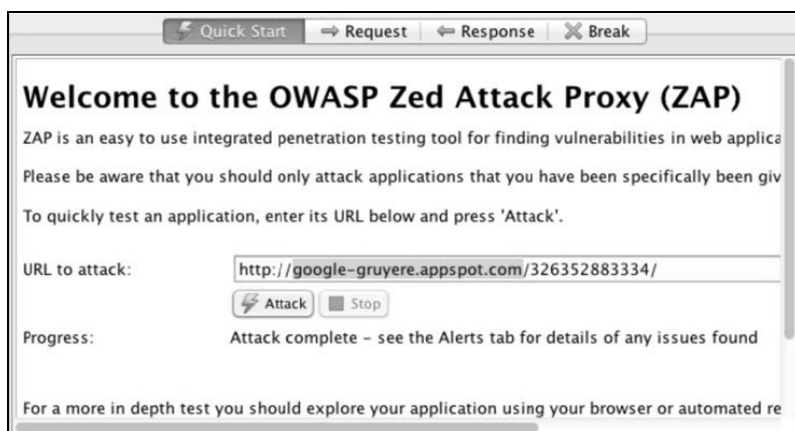 Quick Start Request Response Break
Welcome to the OWASP Zed Attack Proxy (ZAP)
ZAP is an easy to use integrated penetration testing tool for finding vulnerabilities in web applica
Please be aware that you should only attack applications that you have been specifically been giv
To quickly test an application, enter its URL below and press 'Attack'.
URL to attack: http://google-gruyere.appspot.com/326352883334/
Attack Stop
Progress: Attack complete – see the Alerts tab for details of any issues found
For a more in depth test you should explore your application using your browser or automated re